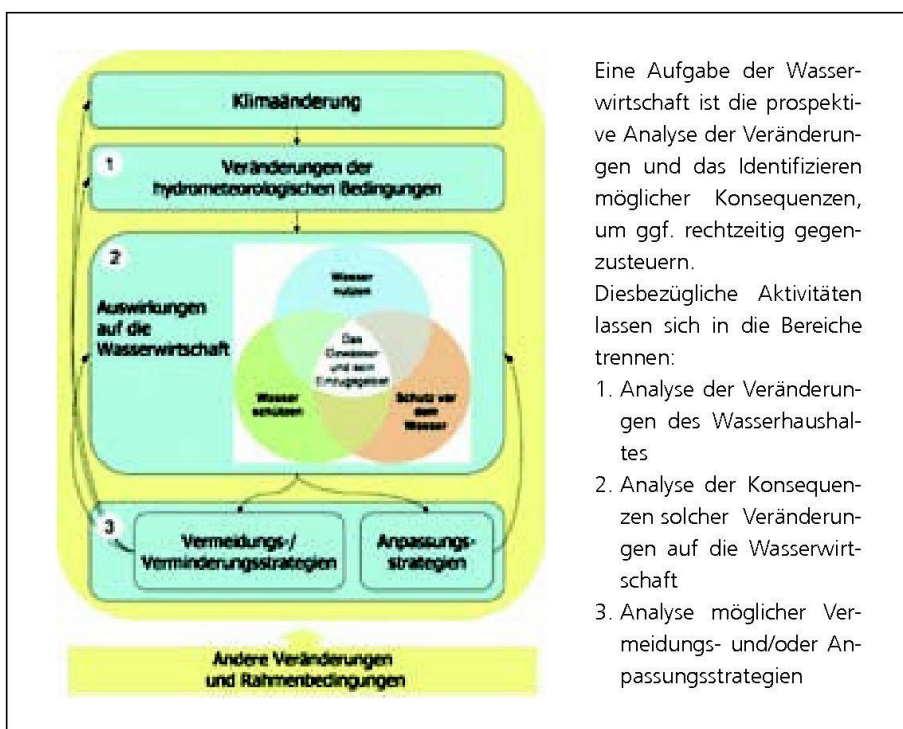 Klimaänderung
1
Veränderungen der
hydrometeorologischen Bedingungen
2
Auswirkungen
auf die
Wasserwirtschaft
Wasser
nutzen
Das
Gewässer
und sein
Einzugsgebiet
Wasser
schützen
Schutz vor
dem
Wasser
3
Vermeidungs-/
Verminderungsstrategien
Anpassungs-
strategien
Andere Veränderungen
und Rahmenbedingungen
Eine Aufgabe der Wasser-
wirtschaft ist die prospekti-
ve Analyse der Veränderun-
gen und das Identifizieren
möglicher Konsequenzen,
um ggf. rechtzeitig gegen-
zusteuern.
Diesbezügliche Aktivitäten
lassen sich in die Bereiche
trennen:
1. Analyse der Veränderun-
gen des Wasserhaushal-
tes
2. Analyse der Konsequen-
zen solcher Veränderun-
gen auf die Wasserwirt-
schaft
3. Analyse möglicher Ver-
meidungs- und/oder An-
passungsstrategien